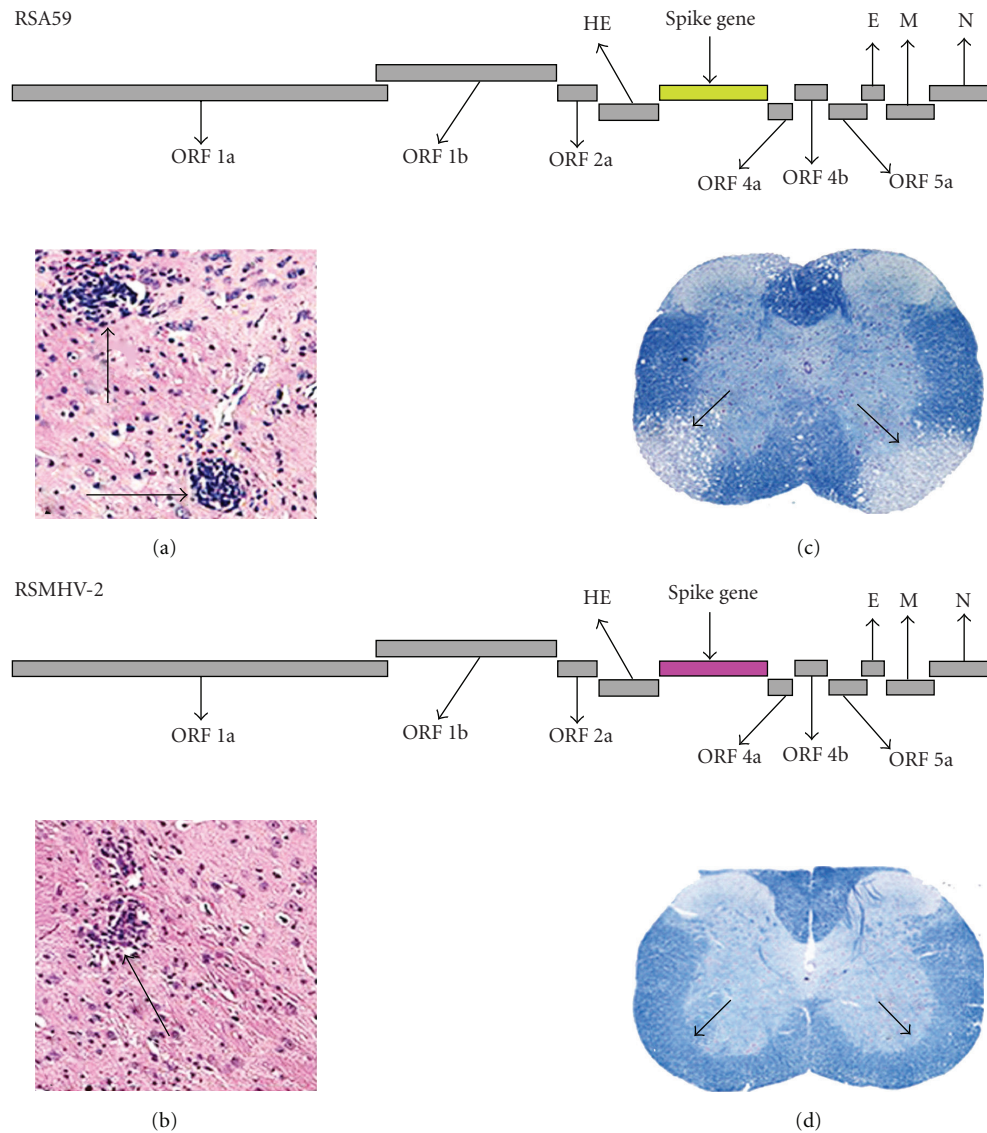 RSA59
HE
Spike gene
E
M
N
ORF 1a
ORF 1b
ORF 2a
ORF 4a
ORF 4b
ORF 5a
(a)
(c)
RSMHV-2
HE
Spike gene
E
M
N
ORF 1a
ORF 1b
ORF 2a
ORF 4a
ORF 4b
ORF 5a
(b)
(d)